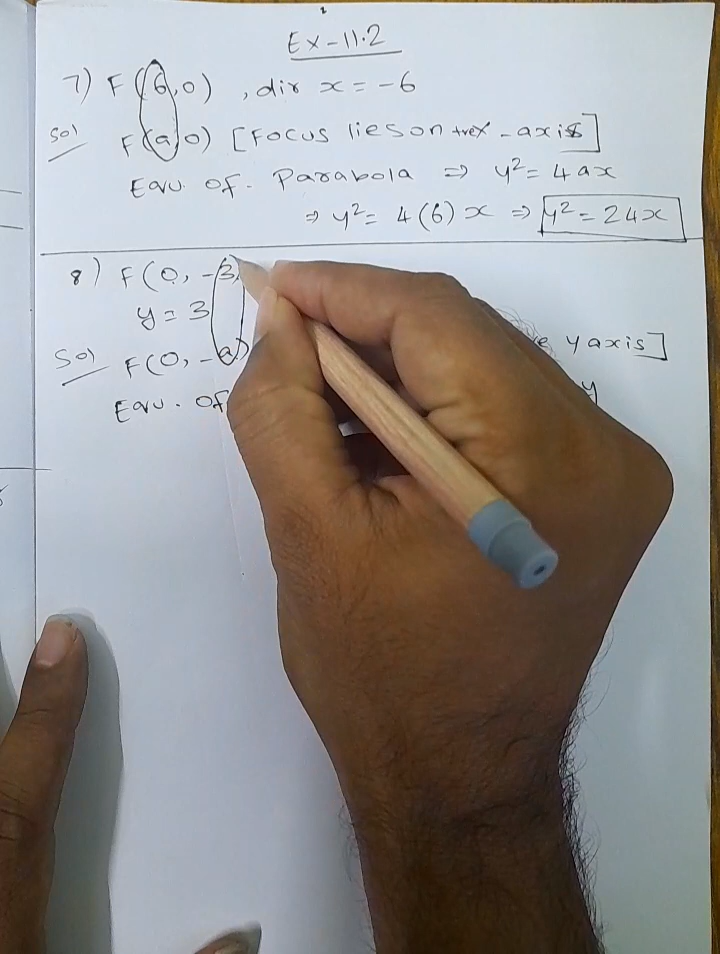 Ex-11.2
7) F(6,0) , dir x = -6
Sol F(a,0) [Focus lies on +ve x-axis]
Equ. of. Parabola ⇒ y² = 4ax
⇒ y² = 4(6)x ⇒ y² = 24x
8) F(0, -3)
y = 3
Sol F(0, -a) e y axis]
Equ. of y